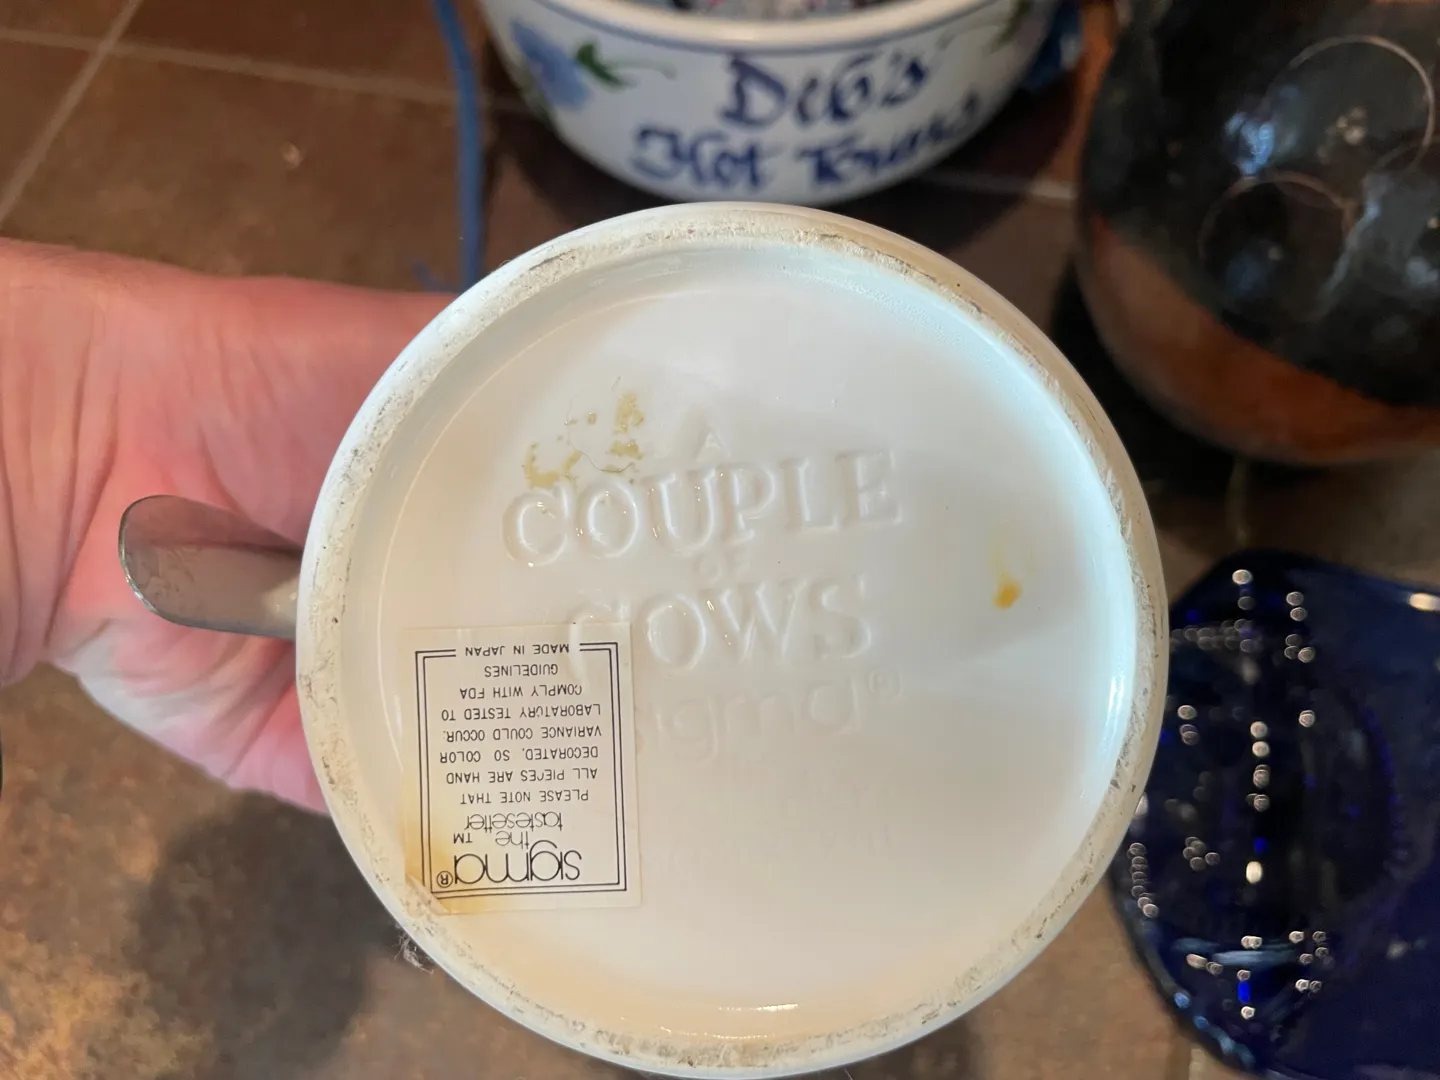 Deb's
Hot Towns
A
COUPLE
OF
COWS
sigma®
sigma®
the TM
tastesetter
PLEASE NOTE THAT
ALL PIECES ARE HAND
DECORATED, SO COLOR
VARIANCE COULD OCCUR.
LABORATORY TESTED TO
COMPLY WITH FDA
GUIDELINES
MADE IN JAPAN